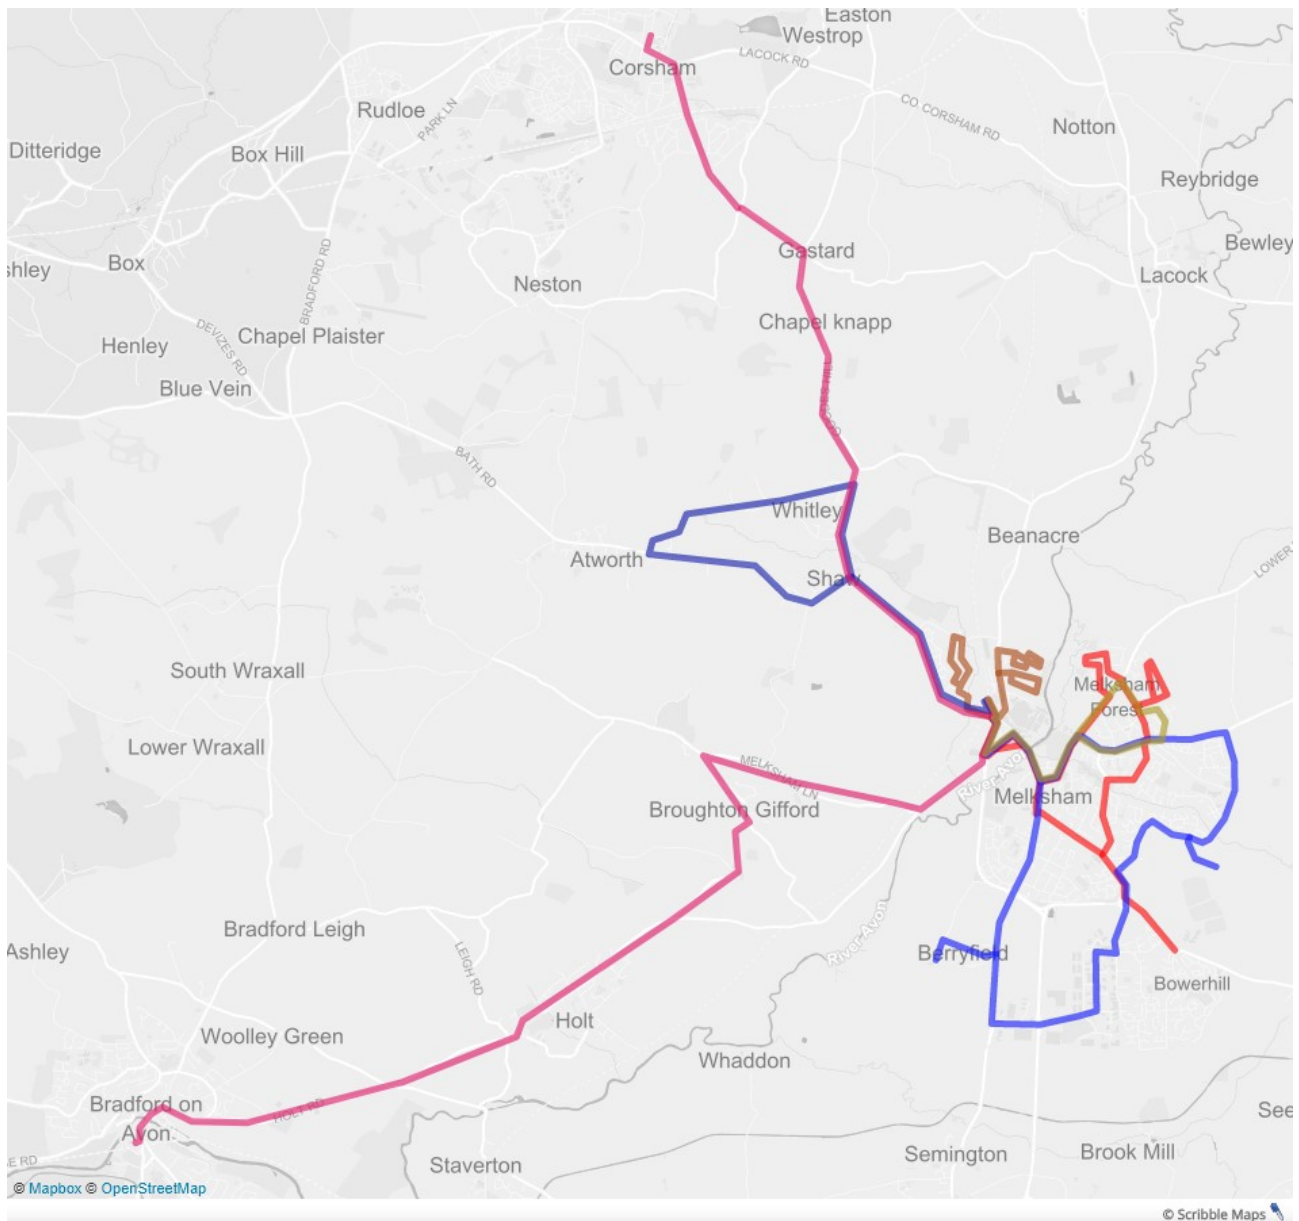 Easton
Westrop
LACOCK RD
Corsham
Rudloe
PARK LN
CO CORSHAM RD
Notton
Ditteridge
Box Hill
Reybridge
Bewley
Gastard
shley
Box
BRADFORD RD
Neston
Lacock
Chapel knapp
DEVIZES RD
Chapel Plaister
Henley
Blue Vein
BATH RD
Whitley
Beanacre
Atworth
Shaw
LOWER
South Wraxall
Melksham
Forest
Lower Wraxall
MELKSHAM LN
River Avon
Melksham
Broughton Gifford
Bradford Leigh
River Avon
Ashley
LEIGH RD
Berryfield
Bowerhill
Holt
Woolley Green
Whaddon
Bradford on
Avon
HOLT RD
See
Semington
Brook Mill
Staverton
SE RD
© Mapbox © OpenStreetMap
© Scribble Maps